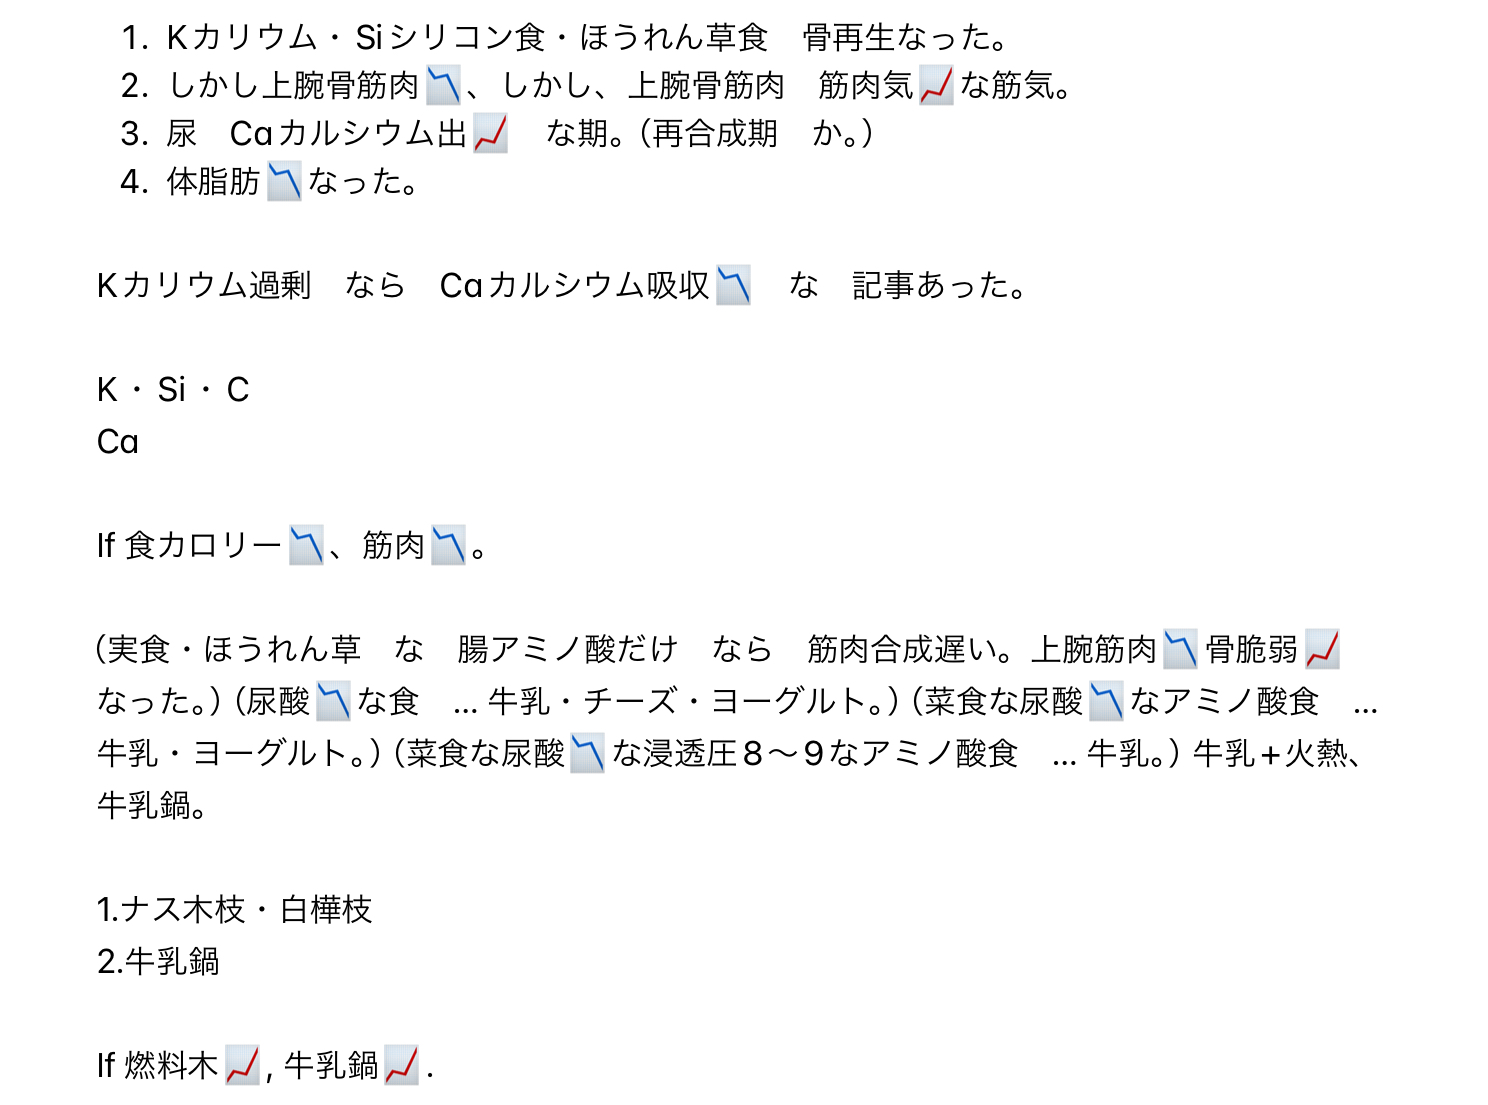 1. Kカリウム・Siシリコン食・ほうれん草食　骨再生なった。
2. しかし上腕骨筋肉📉、しかし、上腕骨筋肉　筋肉気📈な筋気。
3. 尿　Caカルシウム出📈　な期。（再合成期　か。）
4. 体脂肪📉なった。
Kカリウム過剰　なら　Caカルシウム吸収📉　な　記事あった。
K・Si・C
Ca
If 食カロリー📉、筋肉📉。
（実食・ほうれん草　な　腸アミノ酸だけ　なら　筋肉合成遅い。上腕筋肉📉骨脆弱📈
なった。）（尿酸📉な食　… 牛乳・チーズ・ヨーグルト。）（菜食な尿酸📉なアミノ酸食　…
牛乳・ヨーグルト。）（菜食な尿酸📉な浸透圧８〜９なアミノ酸食　… 牛乳。）牛乳＋火熱、
牛乳鍋。
1.ナス木枝・白樺枝
2.牛乳鍋
If 燃料木📈, 牛乳鍋📈.